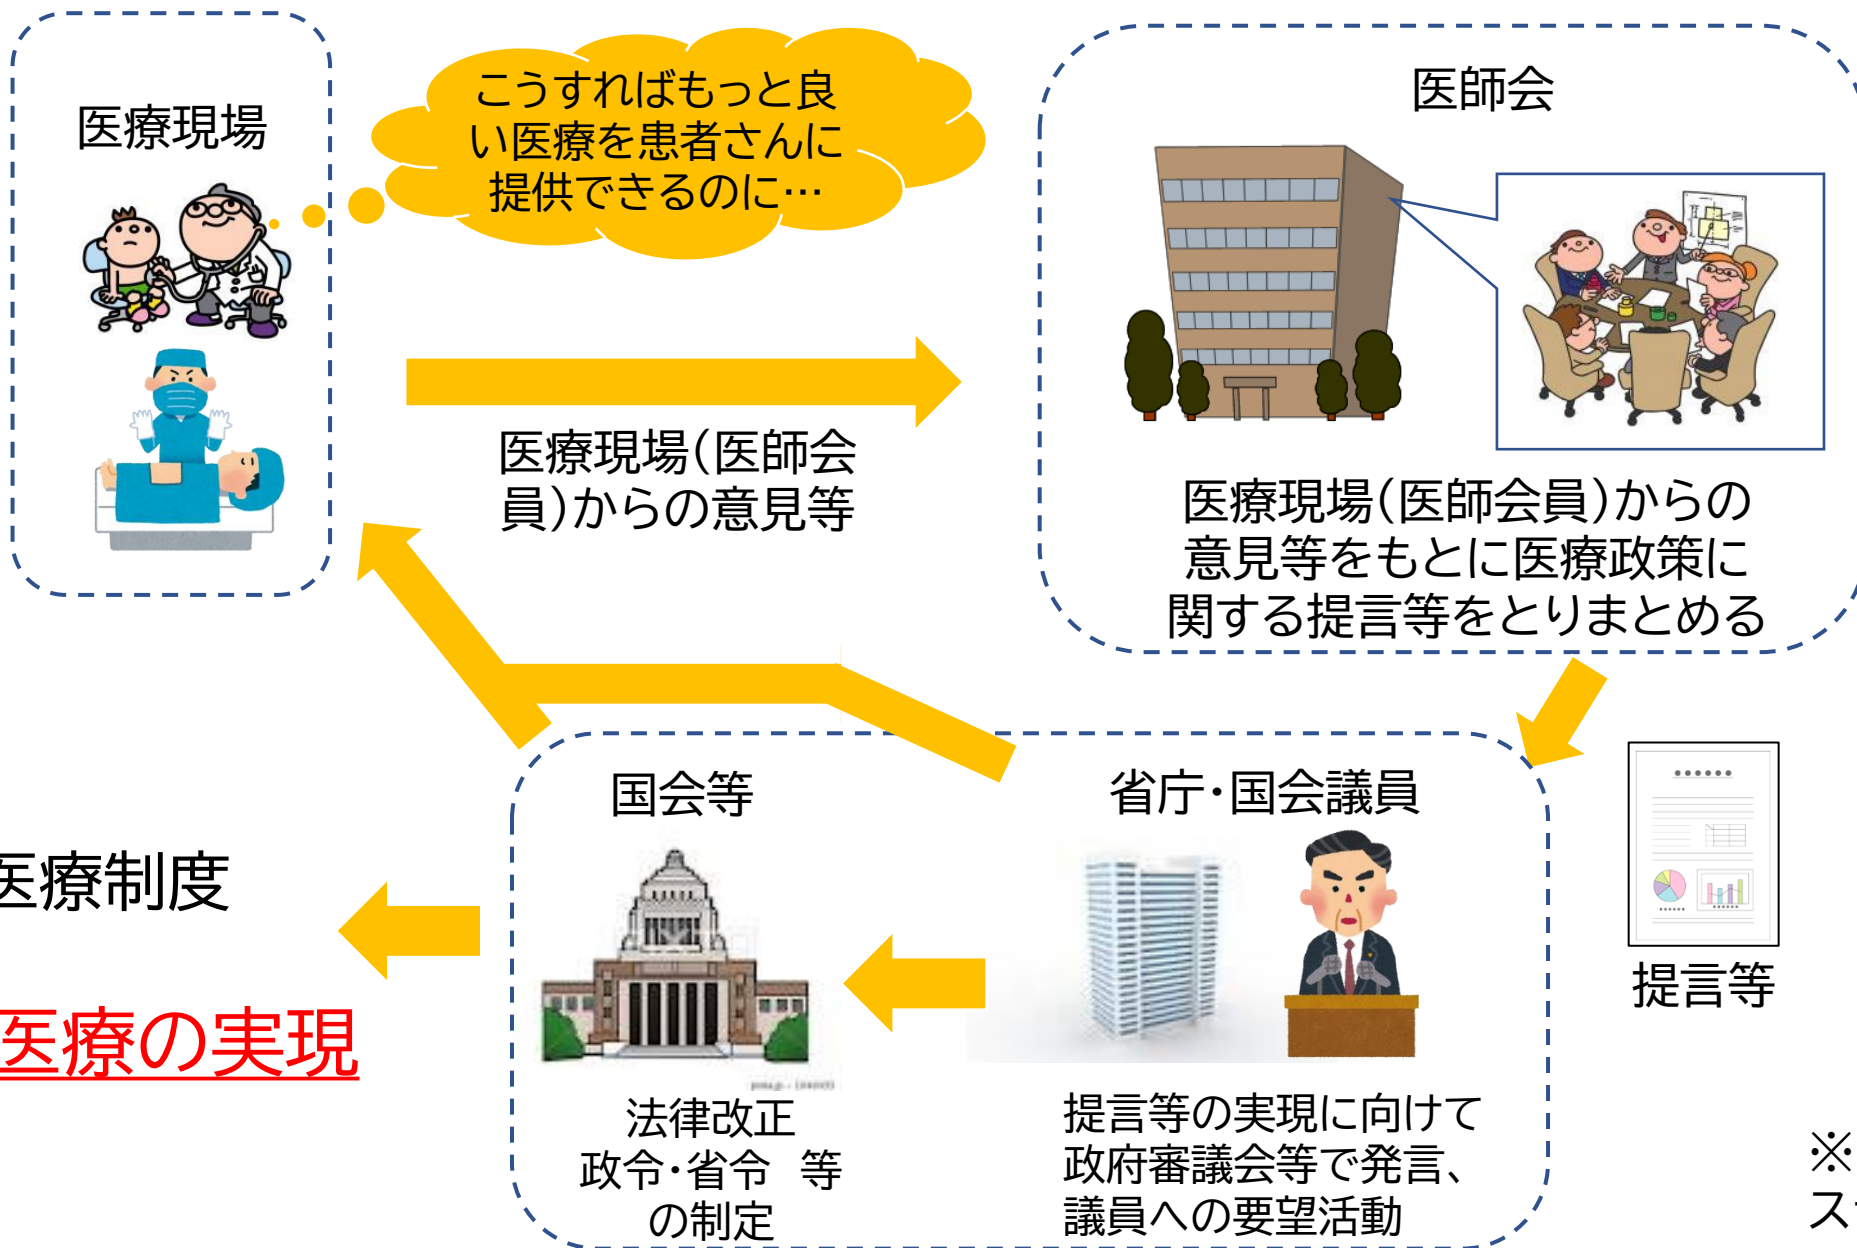 医療現場
こうすればもっと良
い医療を患者さんに
提供できるのに…
医師会
医療現場(医師会
員)からの意見等
医療現場(医師会員)からの
意見等をもとに医療政策に
関する提言等をとりまとめる
国会等
省庁・国会議員
医療制度
医療の実現
提言等
法律改正
政令・省令 等
の制定
提言等の実現に向けて
政府審議会等で発言、
議員への要望活動
※
ス